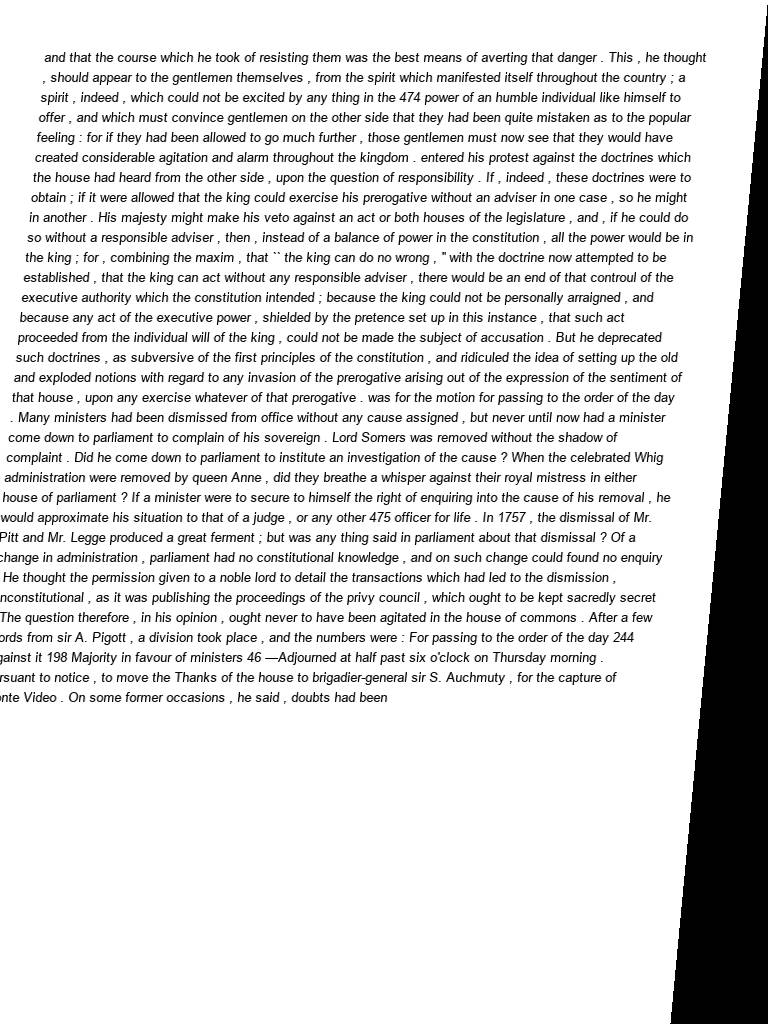 and that the course which he took of resisting them was the best means of averting that danger . This , he thought
, should appear to the gentlemen themselves , from the spirit which manifested itself throughout the country ; a
spirit , indeed , which could not be excited by any thing in the 474 power of an humble individual like himself to
offer , and which must convince gentlemen on the other side that they had been quite mistaken as to the popular
feeling : for if they had been allowed to go much further , those gentlemen must now see that they would have
created considerable agitation and alarm throughout the kingdom . entered his protest against the doctrines which
the house had heard from the other side , upon the question of responsibility . If , indeed , these doctrines were to
obtain ; if it were allowed that the king could exercise his prerogative without an adviser in one case , so he might
in another . His majesty might make his veto against an act or both houses of the legislature , and , if he could do
so without a responsible adviser , then , instead of a balance of power in the constitution , all the power would be in
the king ; for , combining the maxim , that `` the king can do no wrong , " with the doctrine now attempted to be
established , that the king can act without any responsible adviser , there would be an end of that controul of the
executive authority which the constitution intended ; because the king could not be personally arraigned , and
because any act of the executive power , shielded by the pretence set up in this instance , that such act
proceeded from the individual will of the king , could not be made the subject of accusation . But he deprecated
such doctrines , as subversive of the first principles of the constitution , and ridiculed the idea of setting up the old
and exploded notions with regard to any invasion of the prerogative arising out of the expression of the sentiment of
that house , upon any exercise whatever of that prerogative . was for the motion for passing to the order of the day
. Many ministers had been dismissed from office without any cause assigned , but never until now had a minister
come down to parliament to complain of his sovereign . Lord Somers was removed without the shadow of
complaint . Did he come down to parliament to institute an investigation of the cause ? When the celebrated Whig
administration were removed by queen Anne , did they breathe a whisper against their royal mistress in either
house of parliament ? If a minister were to secure to himself the right of enquiring into the cause of his removal , he
would approximate his situation to that of a judge , or any other 475 officer for life . In 1757 , the dismissal of Mr.
Pitt and Mr. Legge produced a great ferment ; but was any thing said in parliament about that dismissal ? Of a
change in administration , parliament had no constitutional knowledge , and on such change could found no enquiry
He thought the permission given to a noble lord to detail the transactions which had led to the dismission ,
nconstitutional , as it was publishing the proceedings of the privy council , which ought to be kept sacredly secret
The question therefore , in his opinion , ought never to have been agitated in the house of commons . After a few
ords from sir A. Pigott , a division took place , and the numbers were : For passing to the order of the day 244
gainst it 198 Majority in favour of ministers 46 —Adjourned at half past six o'clock on Thursday morning .
rsuant to notice , to move the Thanks of the house to brigadier-general sir S. Auchmuty , for the capture of
onte Video . On some former occasions , he said , doubts had been